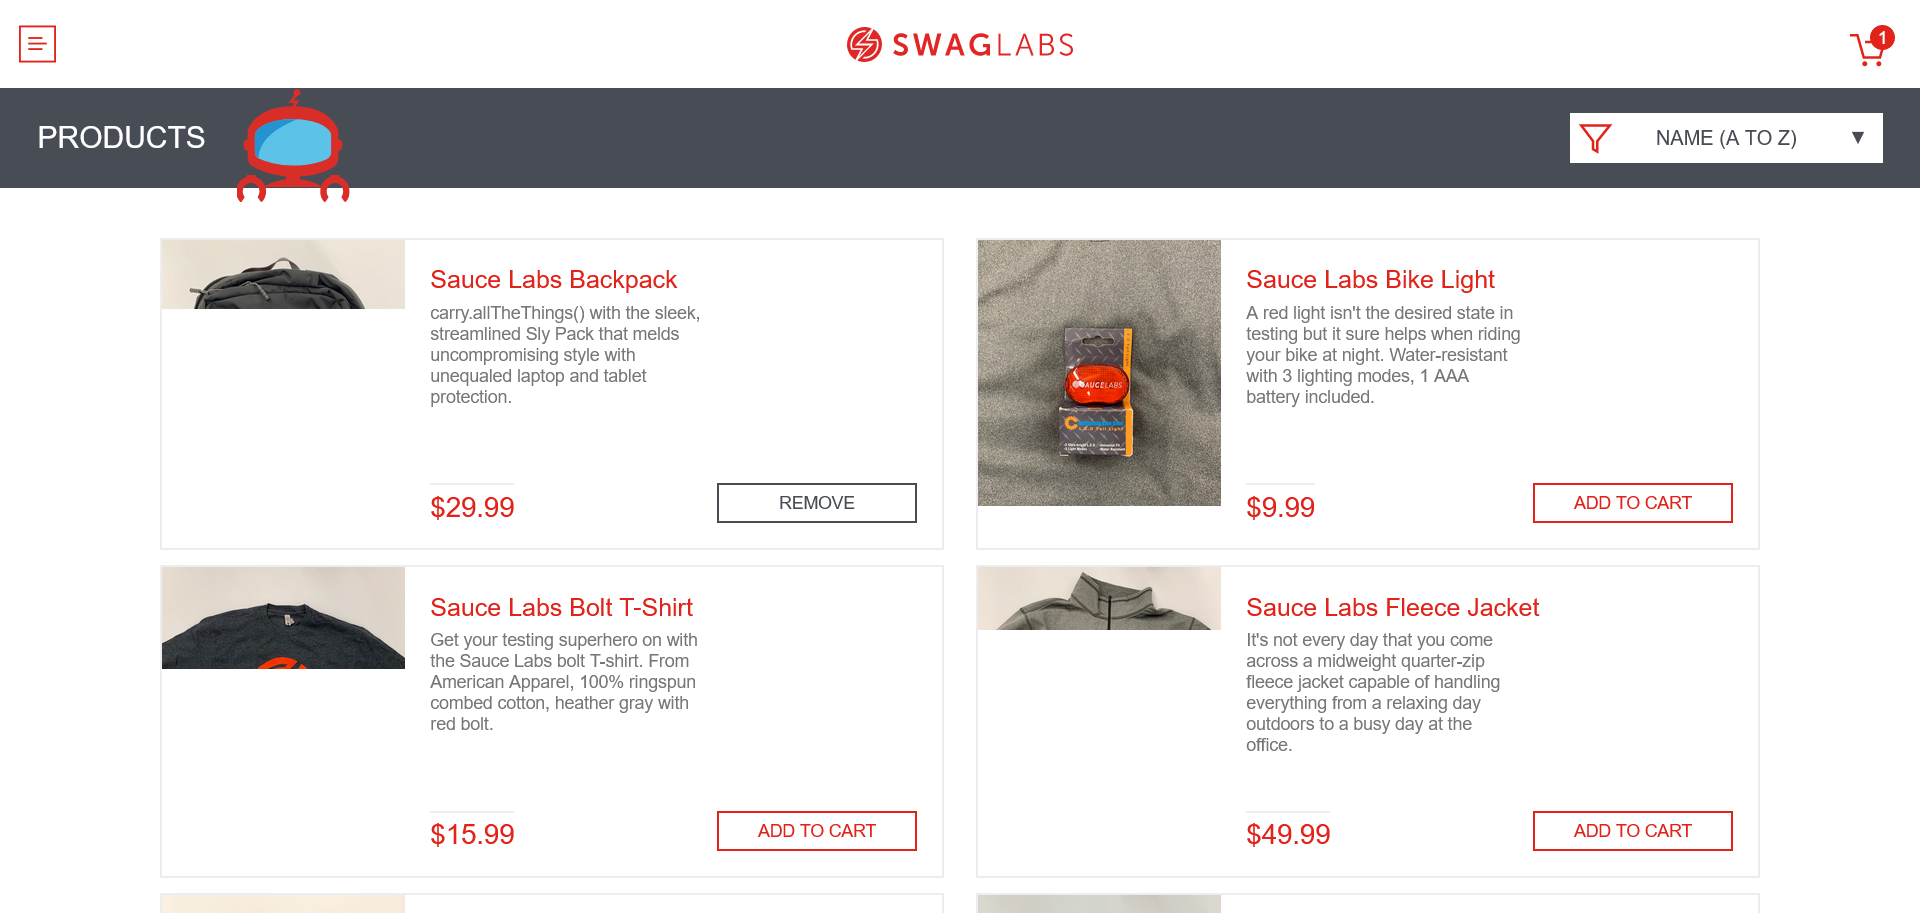 SWAGLABS
1
PRODUCTS
NAME (A TO Z)
Sauce Labs Backpack
carry.allTheThings() with the sleek,
streamlined Sly Pack that melds
uncompromising style with
unequaled laptop and tablet
protection.
$29.99
REMOVE
SAUCELABS
Sauce Labs Bike Light
A red light isn't the desired state in
testing but it sure helps when riding
your bike at night. Water-resistant
with 3 lighting modes, 1 AAA
battery included.
$9.99
ADD TO CART
Sauce Labs Bolt T-Shirt
Get your testing superhero on with
the Sauce Labs bolt T-shirt. From
American Apparel, 100% ringspun
combed cotton, heather gray with
red bolt.
$15.99
ADD TO CART
Sauce Labs Fleece Jacket
It's not every day that you come
across a midweight quarter-zip
fleece jacket capable of handling
everything from a relaxing day
outdoors to a busy day at the
office.
$49.99
ADD TO CART